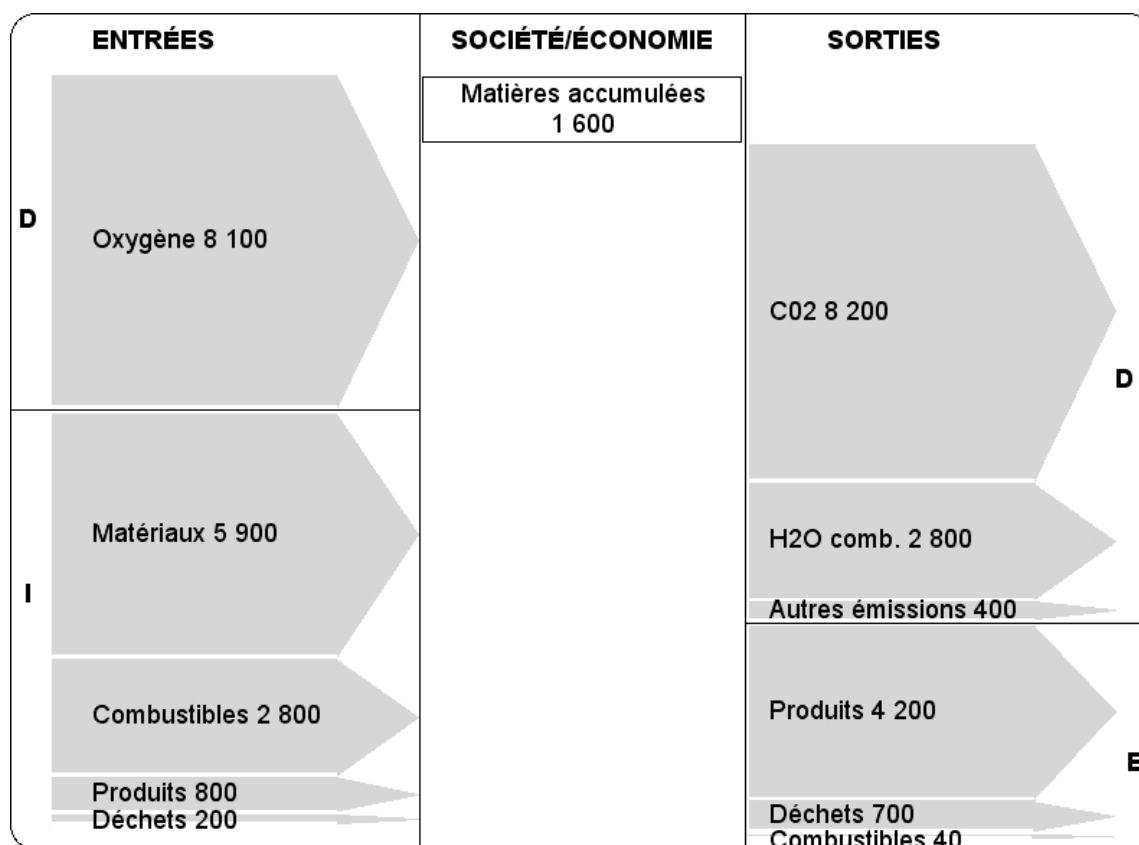 ENTRÉES
SOCIÉTÉ/ÉCONOMIE
SORTIES
Matières accumulées
1 600
D
Oxygène 8 100
I
Matériaux 5 900
Combustibles 2 800
Produits 800
Déchets 200
C02 8 200
D
H2O comb. 2 800
Autres émissions 400
Produits 4 200
E
Déchets 700
Combustibles 40